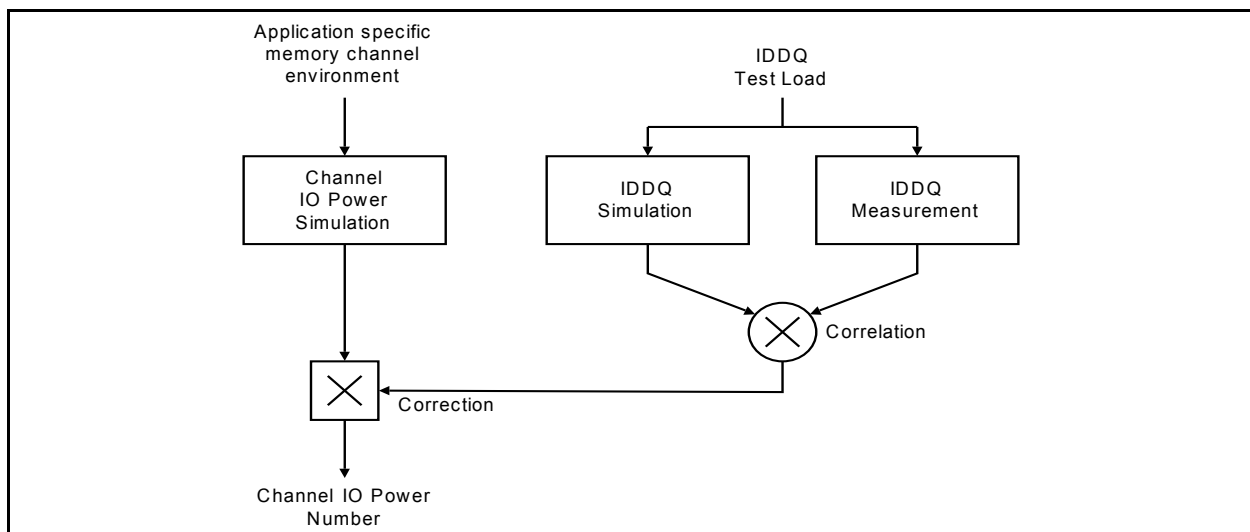 Application specific
memory channel
environment
IDDQ
Test Load
Channel
IO Power
Simulation
IDDQ
Simulation
IDDQ
Measurement
Correlation
Correction
Channel IO Power
Number